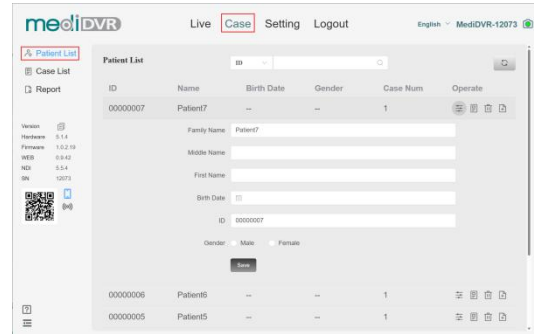 mediDVR Live Case Setting Logout English MediDVR-12073
Patient List
Case List
Report
Version
Hardware 5.1.4
Firmware 1.0.2.18
WEB 0.9.42
NDI 5.5.4
SN 12073
Patient List ID
ID Name Birth Date Gender Case Num Operate
00000007 Patient7 -- -- 1
Family Name Patient7
Middle Name
First Name
Birth Date
ID 00000007
Gender Male Female
Save
00000006 Patient6 -- -- 1
00000005 Patient5 -- -- 1